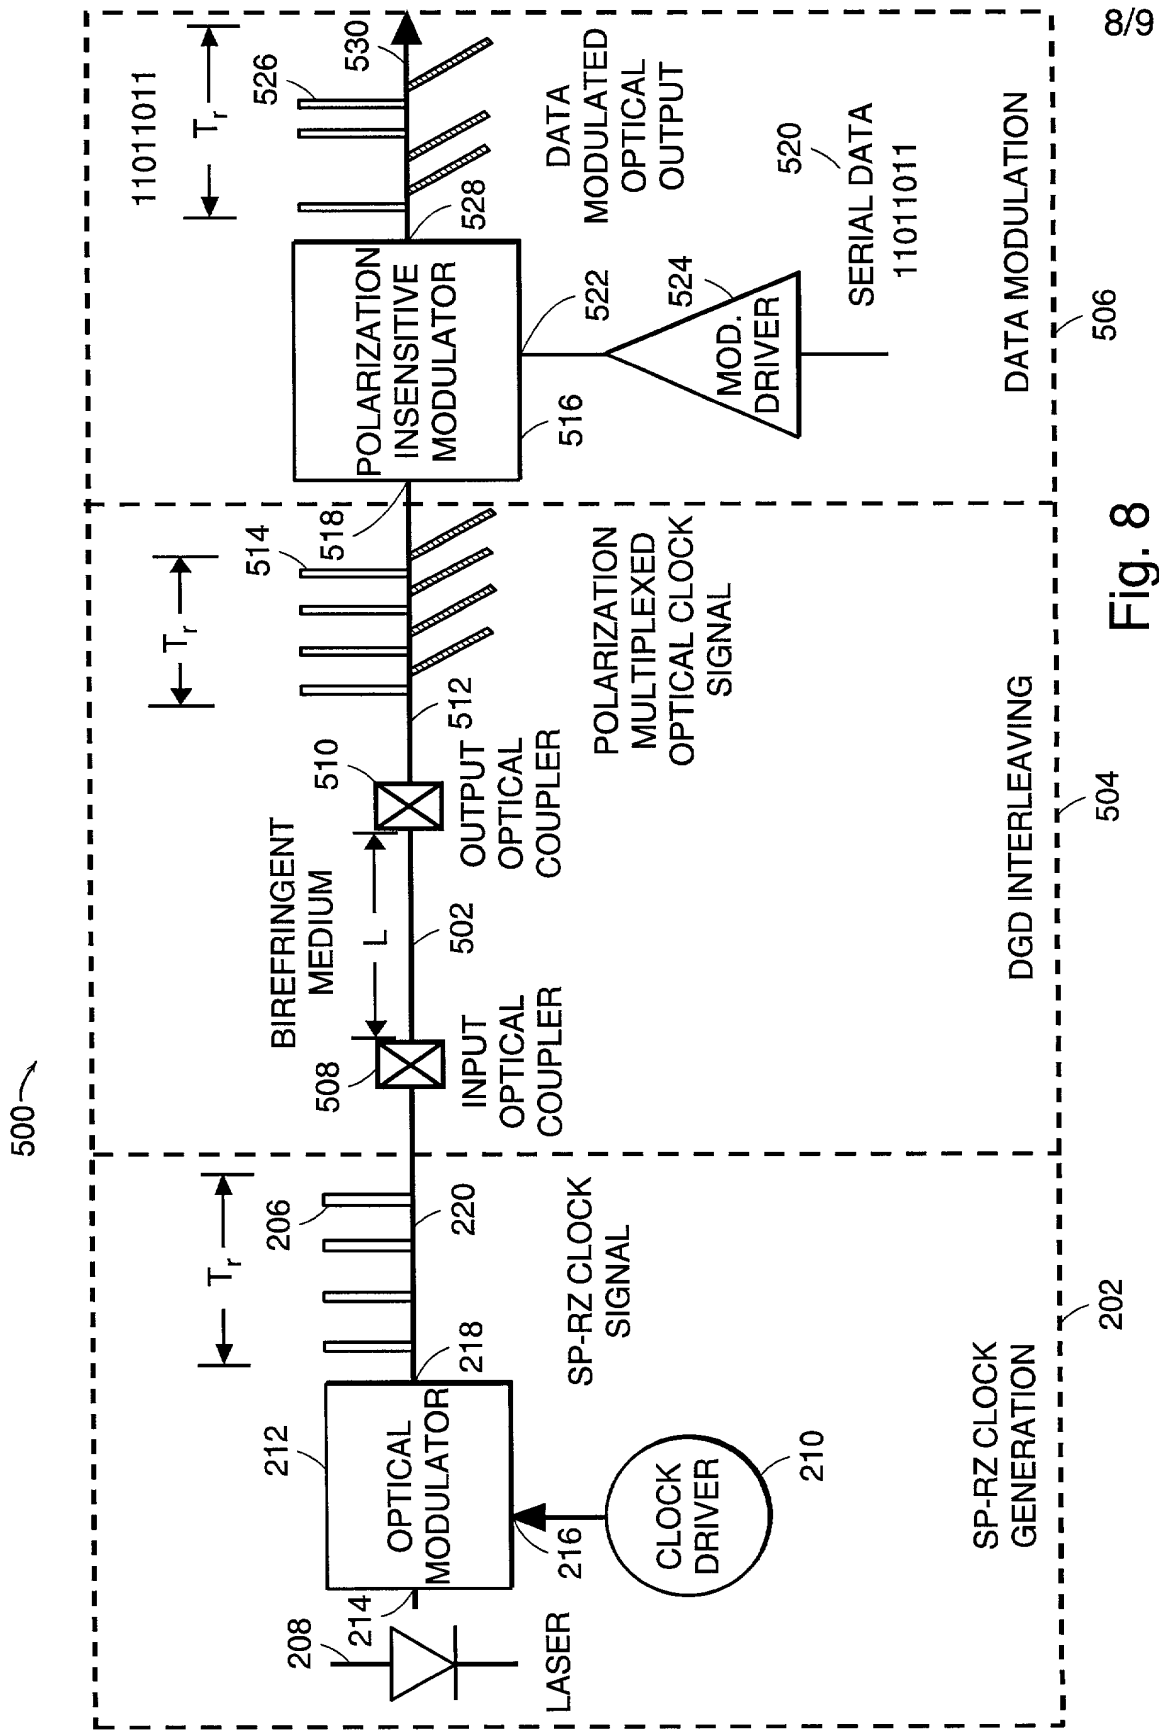 8/9
500
208
LASER
214
212
OPTICAL
MODULATOR
216
CLOCK
DRIVER
210
218
Tr
206
220
SP-RZ CLOCK
SIGNAL
SP-RZ CLOCK
GENERATION
202
508
INPUT
OPTICAL
COUPLER
BIREFRINGENT
MEDIUM
L
502
510
OUTPUT
OPTICAL
COUPLER
512
Tr
514
518
POLARIZATION
MULTIPLEXED
OPTICAL CLOCK
SIGNAL
DGD INTERLEAVING
504
POLARIZATION
INSENSITIVE
MODULATOR
516
522
MOD.
DRIVER
524
528
11011011
Tr
526
530
DATA
MODULATED
OPTICAL
OUTPUT
520
SERIAL DATA
11011011
DATA MODULATION
506
Fig. 8